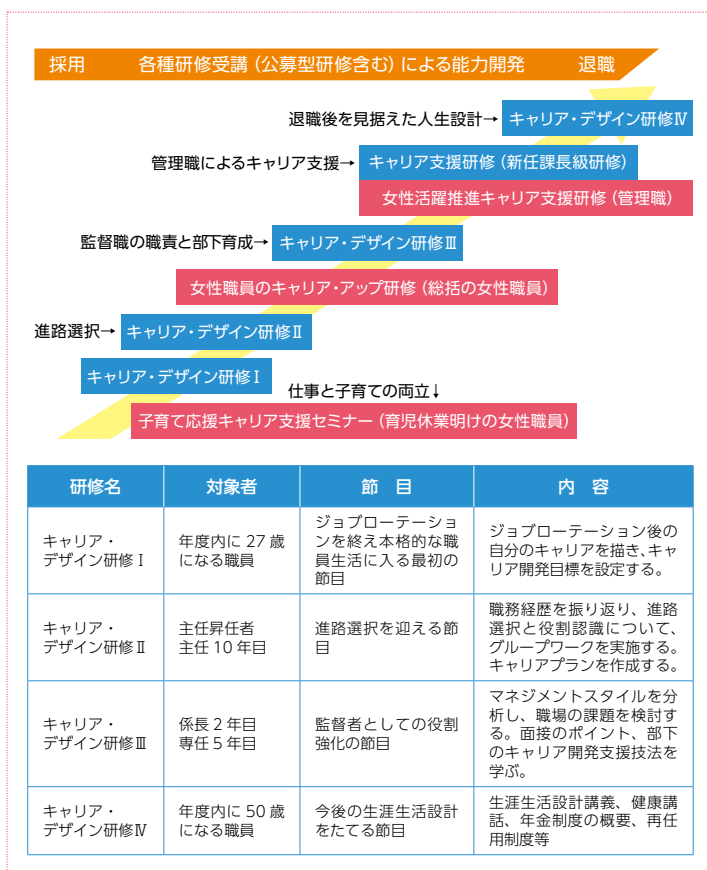 採用 各種研修受講（公募型研修含む）による能力開発 退職
退職後を見据えた人生設計→ キャリア・デザイン研修Ⅳ
管理職によるキャリア支援→ キャリア支援研修（新任課長級研修）
女性活躍推進キャリア支援研修（管理職）
監督職の職責と部下育成→ キャリア・デザイン研修Ⅲ
女性職員のキャリア・アップ研修（総括の女性職員）
進路選択→ キャリア・デザイン研修Ⅱ
キャリア・デザイン研修Ⅰ
仕事と子育ての両立↓
子育て応援キャリア支援セミナー（育児休業明けの女性職員）
研修名 対象者 節 目 内 容
キャリア・
デザイン研修Ⅰ
年度内に 27 歳
になる職員
ジョブローテーショ
ンを終え本格的な職
員生活に入る最初の
節目
ジョブローテーション後の
自分のキャリアを描き、キャ
リア開発目標を設定する。
キャリア・
デザイン研修Ⅱ
主任昇任者
主任 10 年目
進路選択を迎える節
目
職務経歴を振り返り、進路
選択と役割認識について、
グループワークを実施する。
キャリアプランを作成する。
キャリア・
デザイン研修Ⅲ
係長 2 年目
専任 5 年目
監督者としての役割
強化の節目
マネジメントスタイルを分
析し、職場の課題を検討す
る。面接のポイント、部下
のキャリア開発支援技法を
学ぶ。
キャリア・
デザイン研修Ⅳ
年度内に 50 歳
になる職員
今後の生涯生活設計
をたてる節目
生涯生活設計講義、健康講
話、年金制度の概要、再任
用制度等